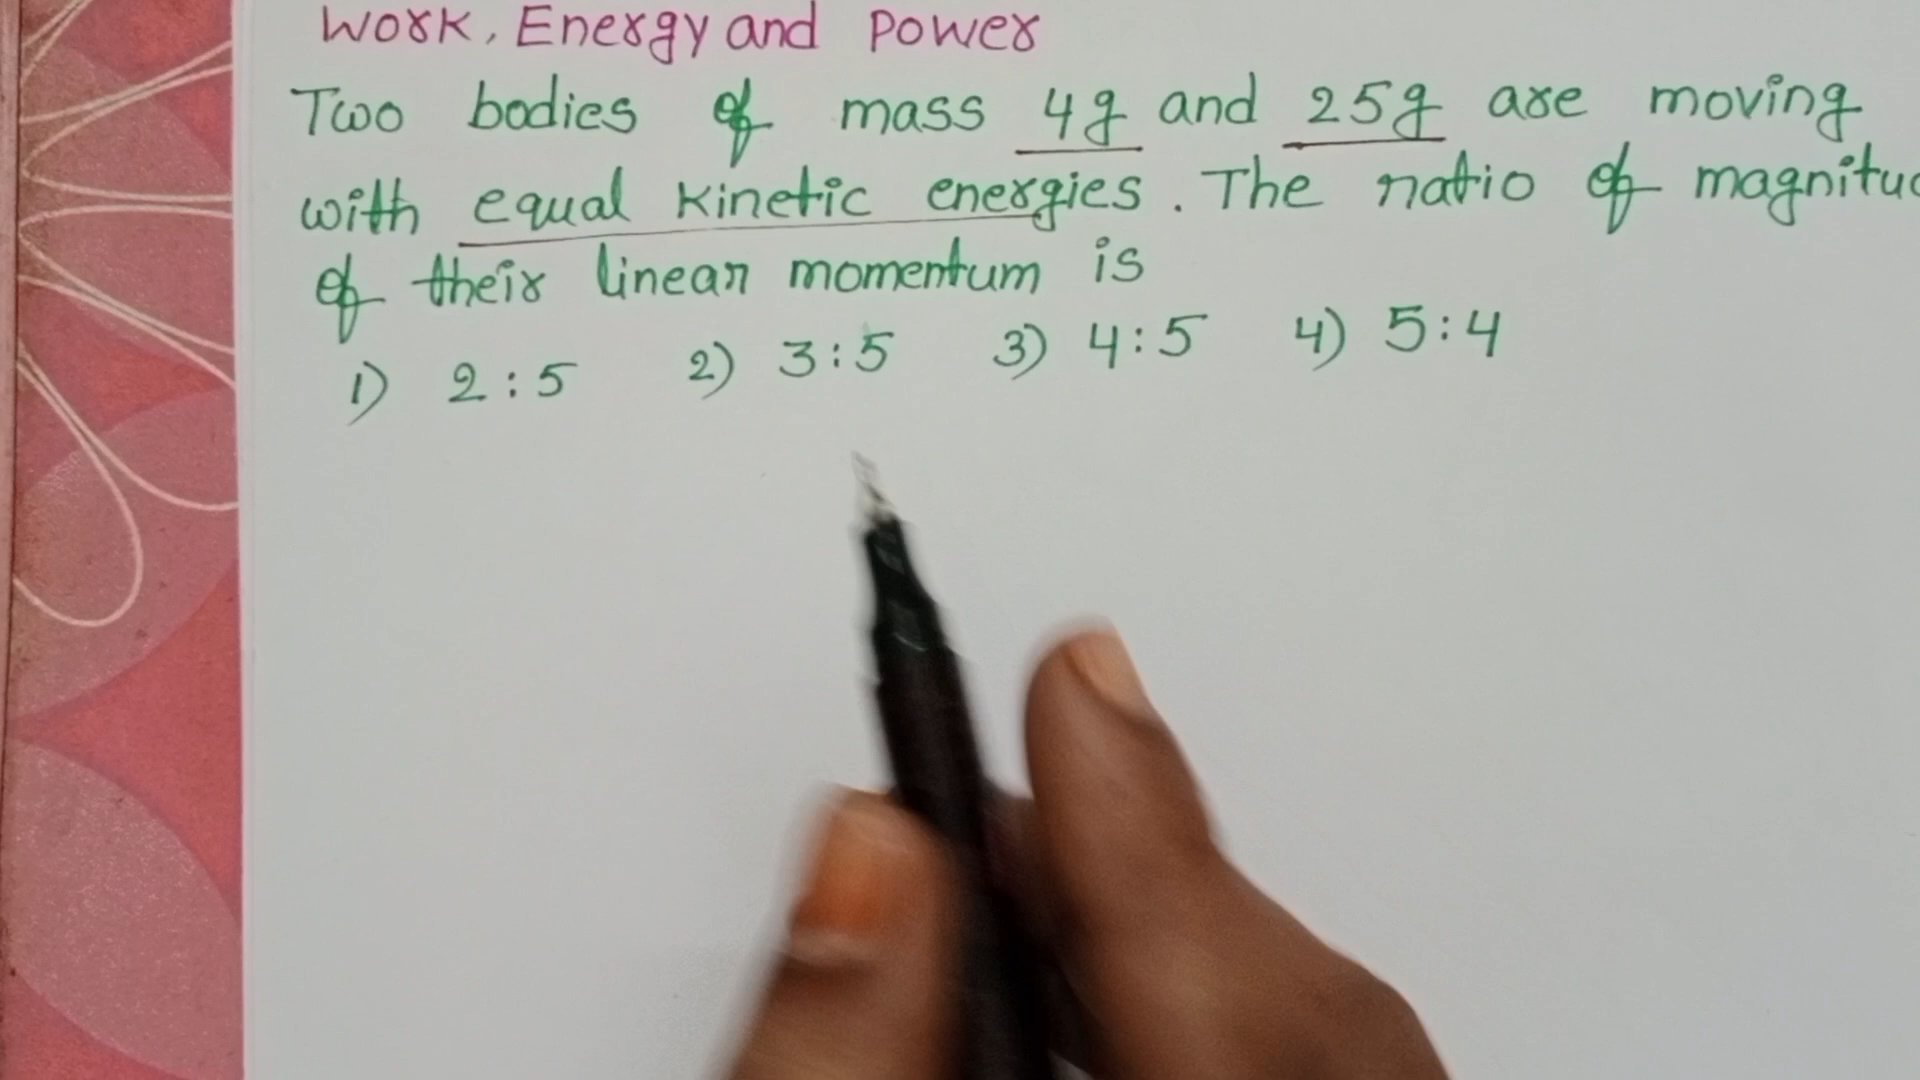 Work, Energy and Power
Two bodies of mass 4g and 25g are moving
with equal kinetic energies. The ratio of magnitud
of their linear momentum is
1) 2:5 2) 3:5 3) 4:5 4) 5:4